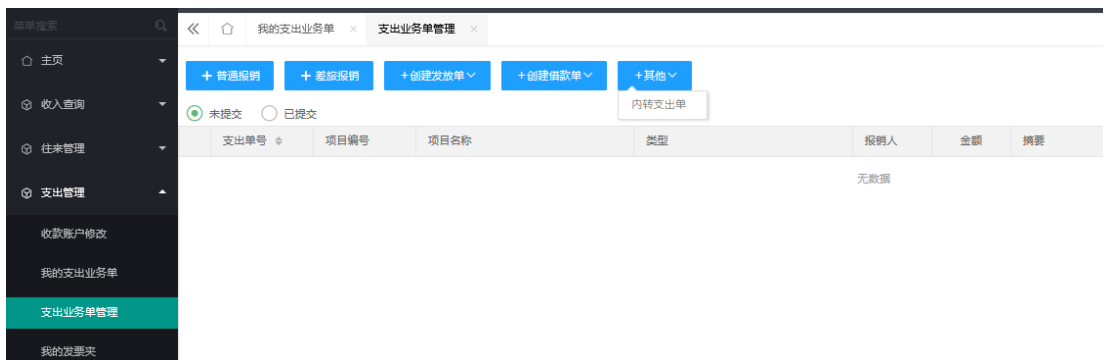 菜单搜索...
主页
收入查询
往来管理
支出管理
收款账户修改
我的支出业务单
支出业务单管理
我的发票夹
我的支出业务单 ×
支出业务单管理 ×
+ 普通报销
+ 差旅报销
+创建发放单
+创建借款单
+其他
内转支出单
未提交
已提交
支出单号 项目编号 项目名称 类型 报销人 金额 摘要
无数据